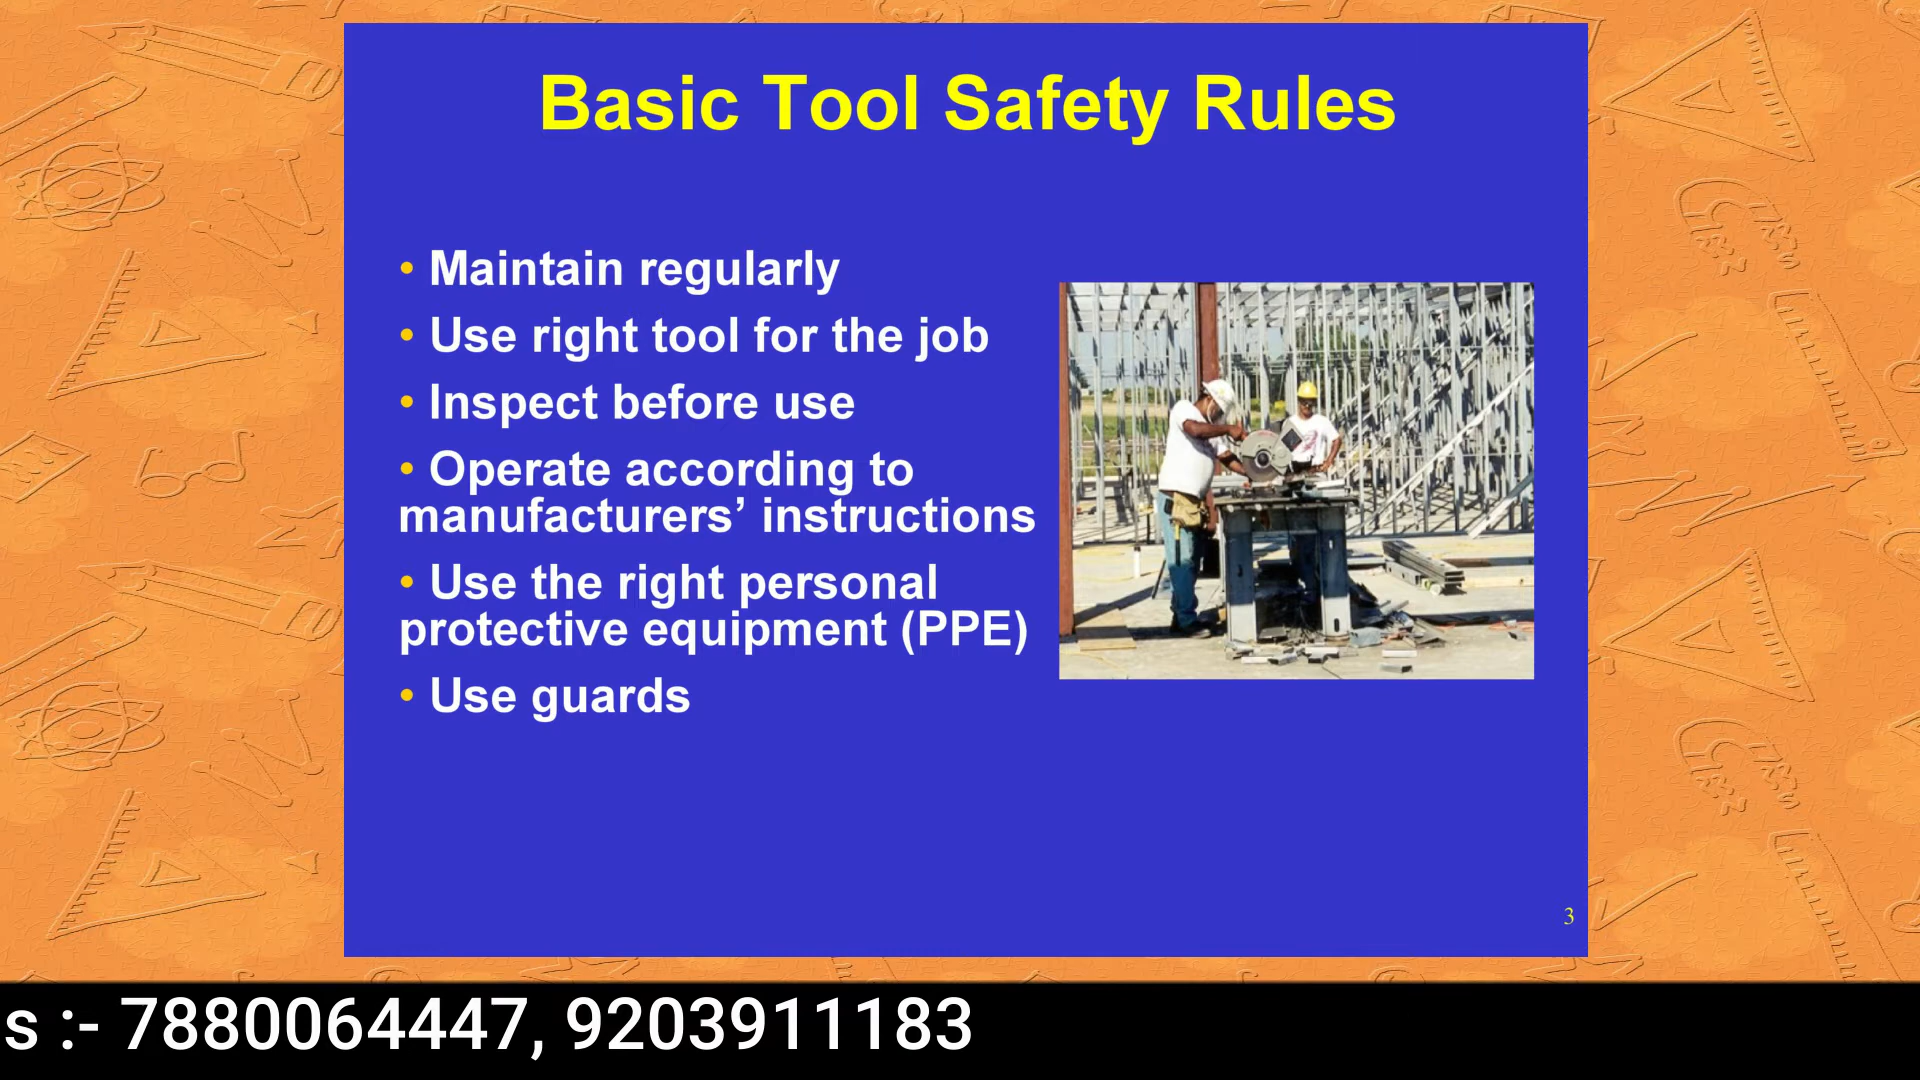 Basic Tool Safety Rules
• Maintain regularly
• Use right tool for the job
• Inspect before use
• Operate according to
manufacturers’ instructions
• Use the right personal
protective equipment (PPE)
• Use guards
3
s :- 7880064447, 9203911183